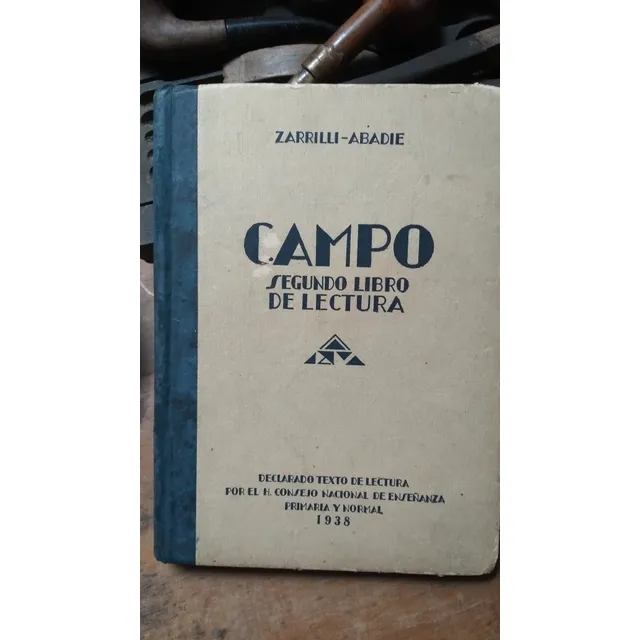 ZARRILLI-ABADIE
CAMPO
SEGUNDO LIBRO
DE LECTURA
DECLARADO TEXTO DE LECTURA
POR EL H. CONSEJO NACIONAL DE ENSEÑANZA
PRIMARIA Y NORMAL
1938